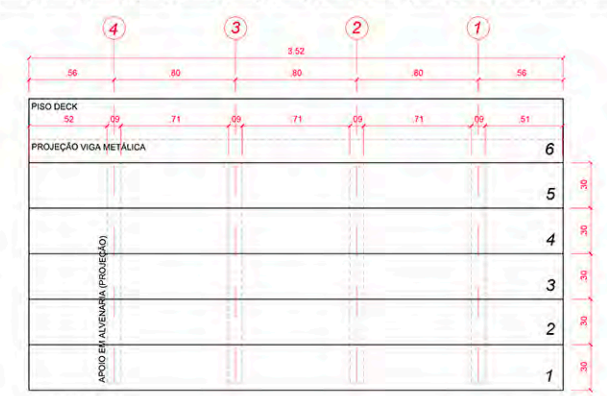 4 3 2 1
3.52
.56 .80 .80 .80 .56
PISO DECK
.52 .09 .71 .09 .71 .09 .71 .09 .51
PROJEÇÃO VIGA METÁLICA
6
5
.30
4
.30
3
.30
2
.30
1
.30
APOIO EM ALVENARIA (PROJEÇÃO)